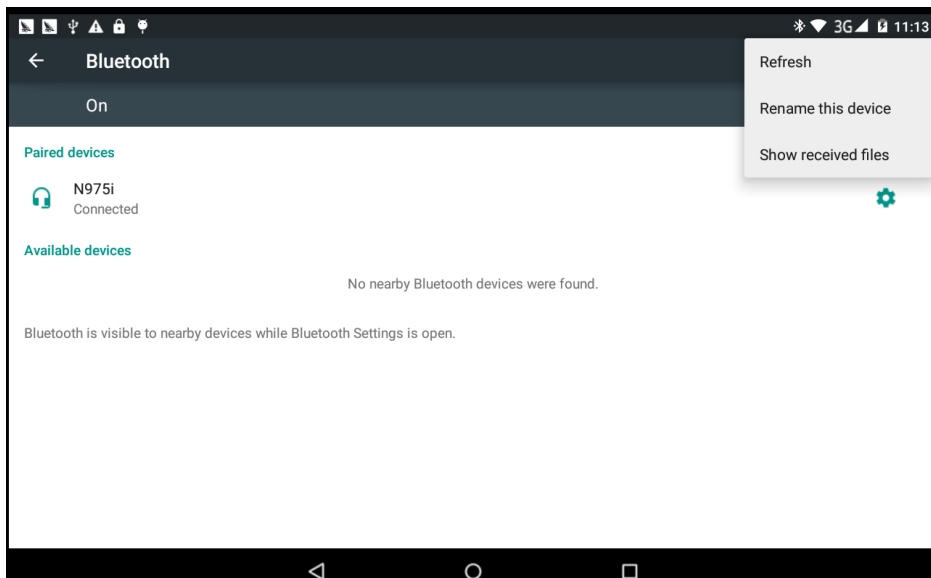 3G 11:13
Bluetooth
Refresh
On
Rename this device
Paired devices
Show received files
N975i
Connected
Available devices
No nearby Bluetooth devices were found.
Bluetooth is visible to nearby devices while Bluetooth Settings is open.